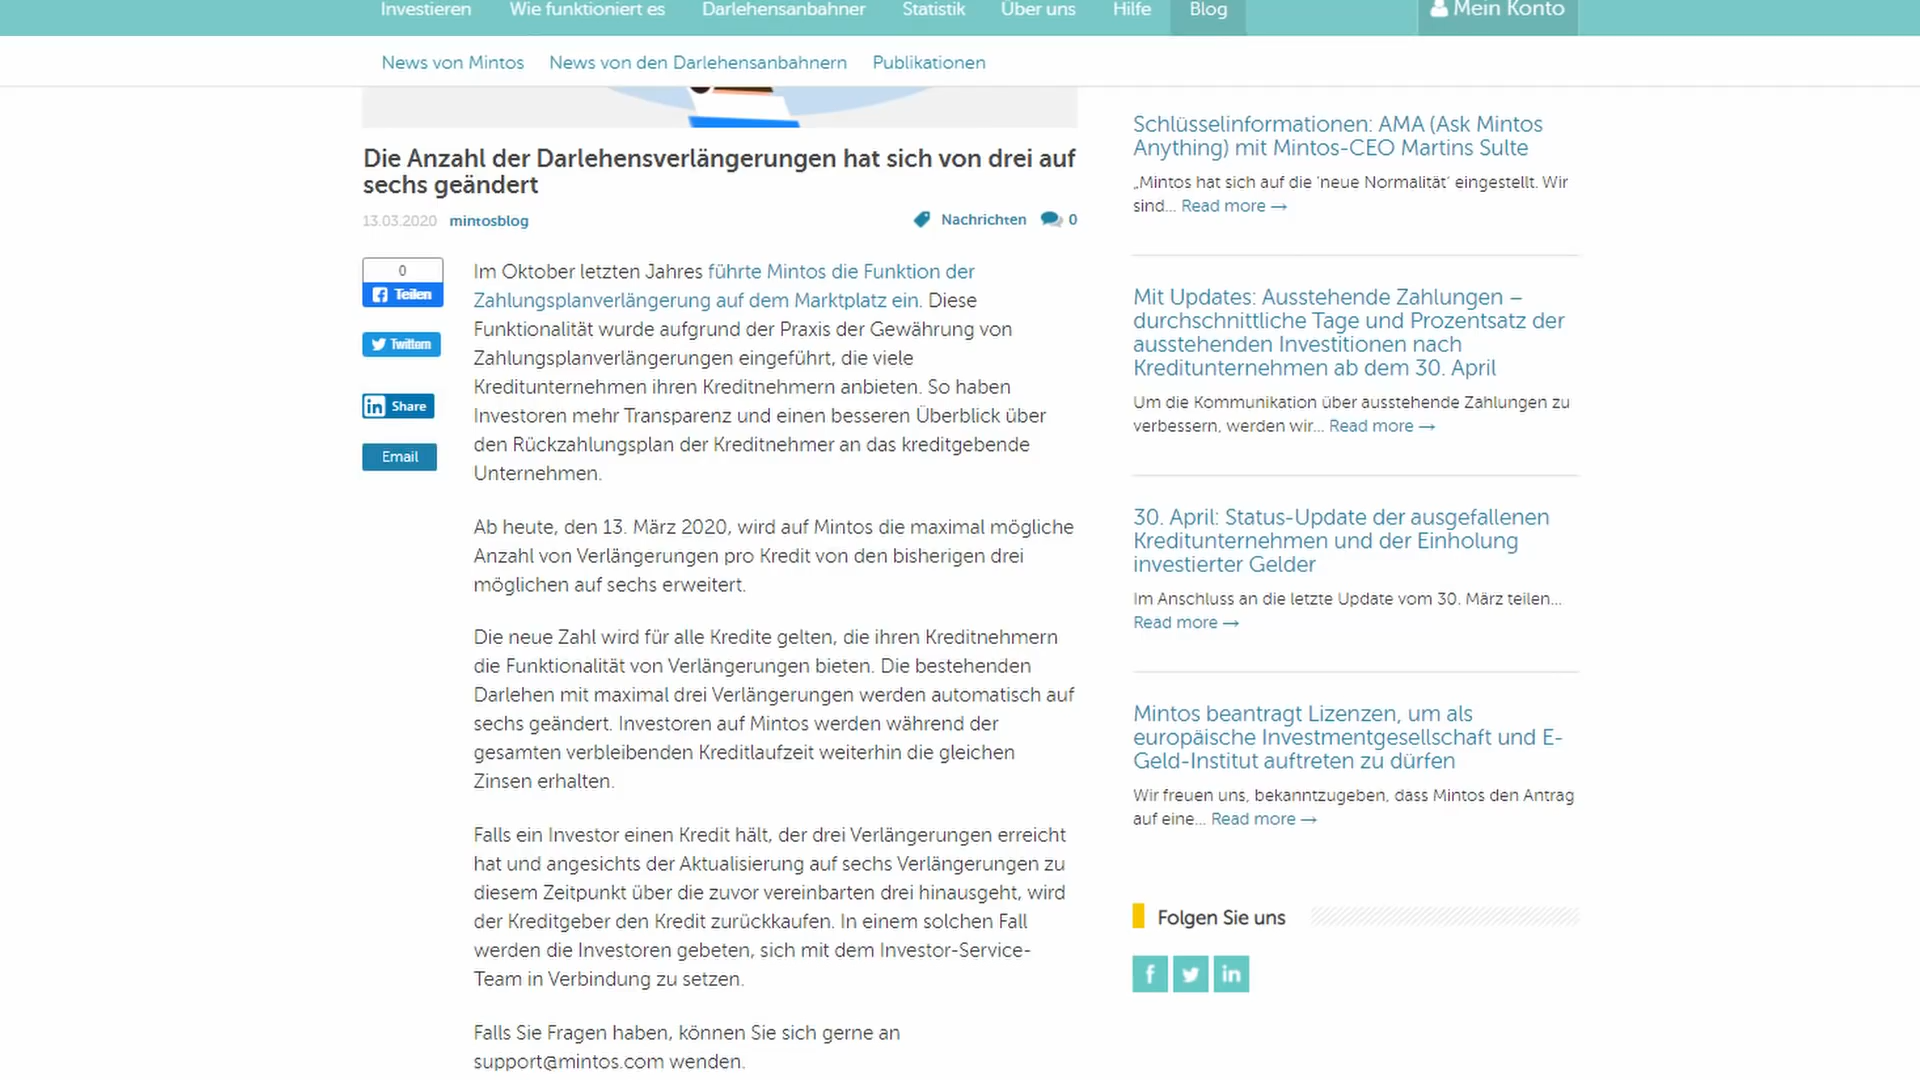 Investieren Wie funktioniert es Darlehensanbahner Statistik Über uns Hilfe Blog Mein Konto
News von Mintos News von den Darlehensanbahnern Publikationen
Die Anzahl der Darlehensverlängerungen hat sich von drei auf
sechs geändert
13.03.2020 mintosblog Nachrichten 0
0
Teilen
Twittern
Share
Email
Im Oktober letzten Jahres führte Mintos die Funktion der
Zahlungsplanverlängerung auf dem Marktplatz ein. Diese
Funktionalität wurde aufgrund der Praxis der Gewährung von
Zahlungsplanverlängerungen eingeführt, die viele
Kreditunternehmen ihren Kreditnehmern anbieten. So haben
Investoren mehr Transparenz und einen besseren Überblick über
den Rückzahlungsplan der Kreditnehmer an das kreditgebende
Unternehmen.
Ab heute, den 13. März 2020, wird auf Mintos die maximal mögliche
Anzahl von Verlängerungen pro Kredit von den bisherigen drei
möglichen auf sechs erweitert.
Die neue Zahl wird für alle Kredite gelten, die ihren Kreditnehmern
die Funktionalität von Verlängerungen bieten. Die bestehenden
Darlehen mit maximal drei Verlängerungen werden automatisch auf
sechs geändert. Investoren auf Mintos werden während der
gesamten verbleibenden Kreditlaufzeit weiterhin die gleichen
Zinsen erhalten.
Falls ein Investor einen Kredit hält, der drei Verlängerungen erreicht
hat und angesichts der Aktualisierung auf sechs Verlängerungen zu
diesem Zeitpunkt über die zuvor vereinbarten drei hinausgeht, wird
der Kreditgeber den Kredit zurückkaufen. In einem solchen Fall
werden die Investoren gebeten, sich mit dem Investor-Service-
Team in Verbindung zu setzen.
Falls Sie Fragen haben, können Sie sich gerne an
support@mintos.com wenden.
Schlüsselinformationen: AMA (Ask Mintos
Anything) mit Mintos-CEO Martins Sulte
„Mintos hat sich auf die ‘neue Normalität’ eingestellt. Wir
sind... Read more →
Mit Updates: Ausstehende Zahlungen –
durchschnittliche Tage und Prozentsatz der
ausstehenden Investitionen nach
Kreditunternehmen ab dem 30. April
Um die Kommunikation über ausstehende Zahlungen zu
verbessern, werden wir... Read more →
30. April: Status-Update der ausgefallenen
Kreditunternehmen und der Einholung
investierter Gelder
Im Anschluss an die letzte Update vom 30. März teilen...
Read more →
Mintos beantragt Lizenzen, um als
europäische Investmentgesellschaft und E-
Geld-Institut auftreten zu dürfen
Wir freuen uns, bekanntzugeben, dass Mintos den Antrag
auf eine... Read more →
Folgen Sie uns